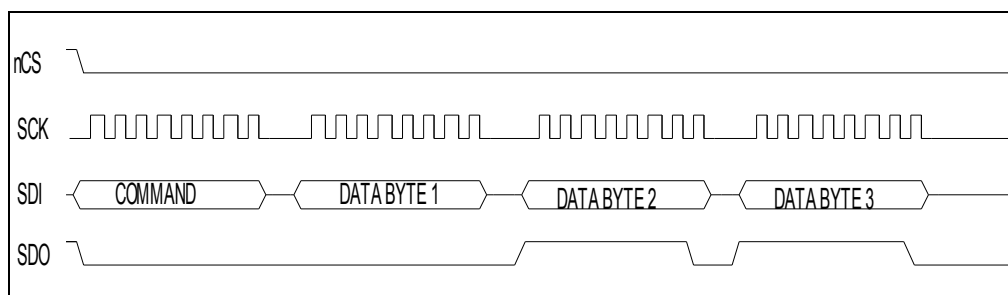 nCS
SCK
SDI COMMAND DATA BYTE 1 DATA BYTE 2 DATA BYTE 3
SDO